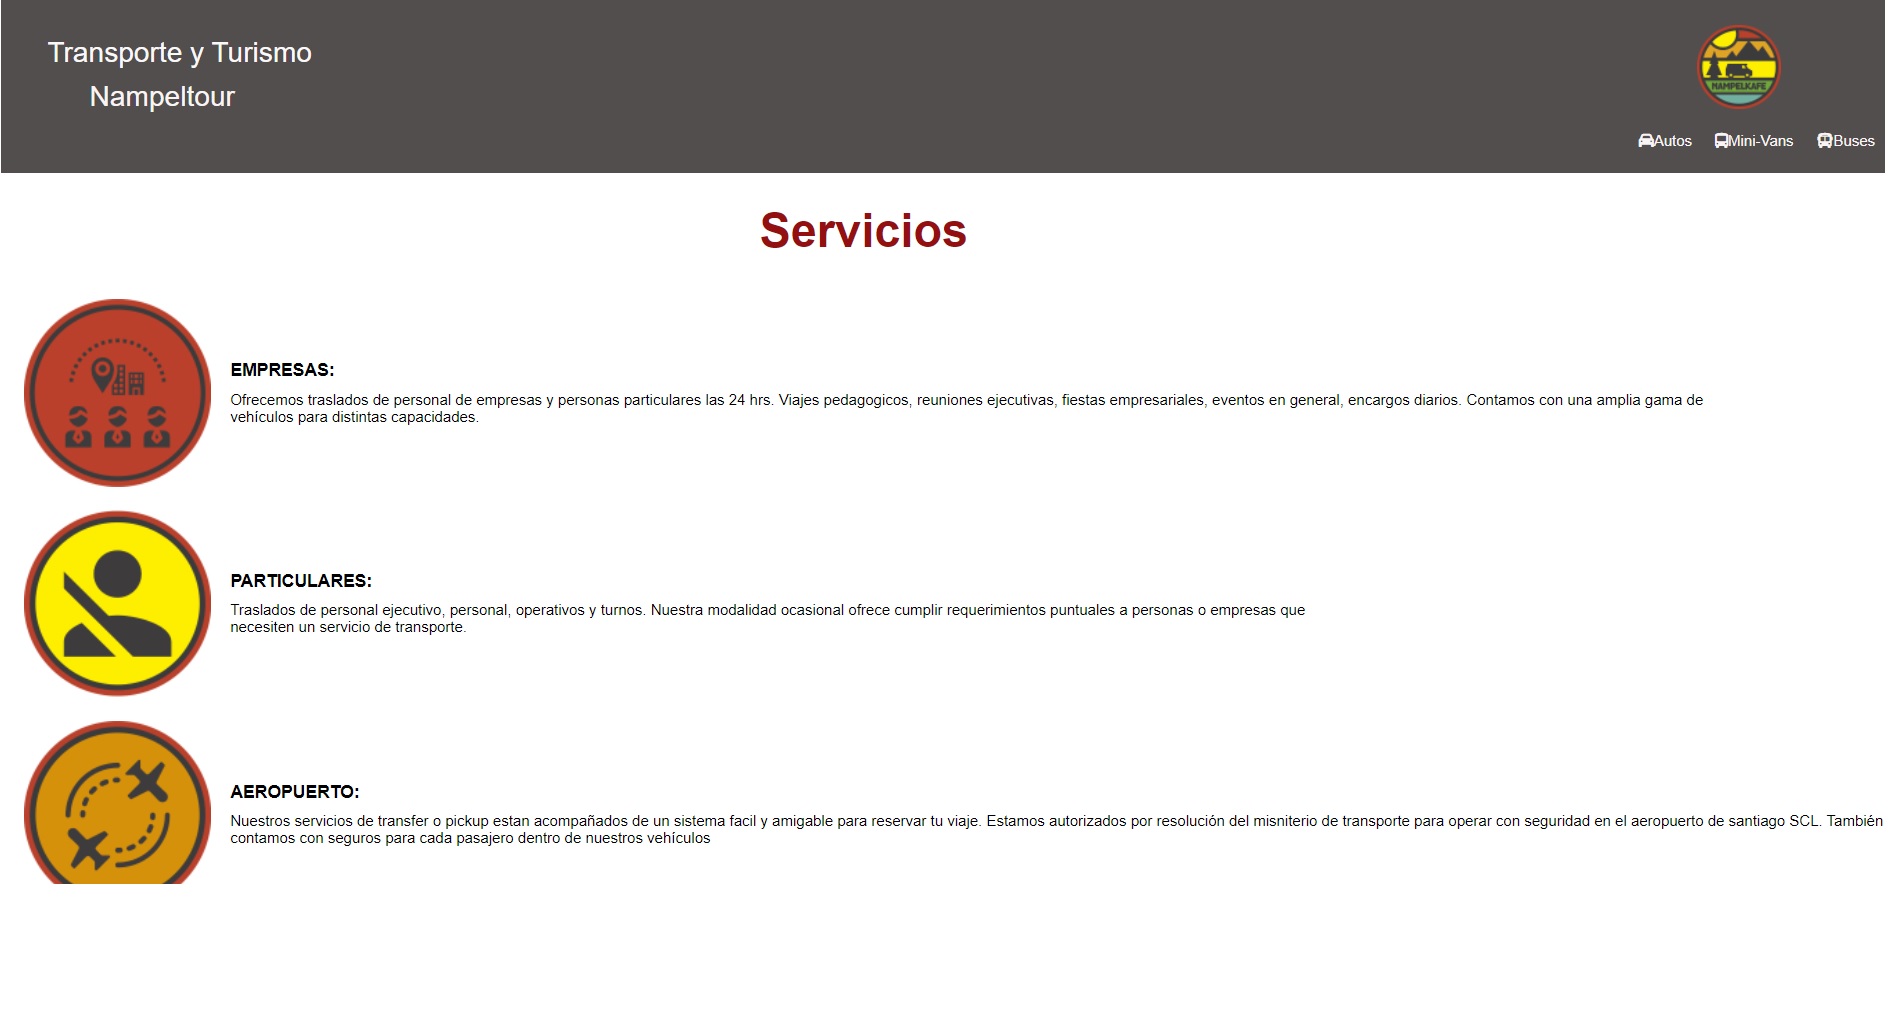 Transporte y Turismo
Nampeltour
NAMPELKAFE
Autos Mini-Vans Buses
Servicios
EMPRESAS:
Ofrecemos traslados de personal de empresas y personas particulares las 24 hrs. Viajes pedagogicos, reuniones ejecutivas, fiestas empresariales, eventos en general, encargos diarios. Contamos con una amplia gama de
vehículos para distintas capacidades.
PARTICULARES:
Traslados de personal ejecutivo, personal, operativos y turnos. Nuestra modalidad ocasional ofrece cumplir requerimientos puntuales a personas o empresas que
necesiten un servicio de transporte.
AEROPUERTO:
Nuestros servicios de transfer o pickup estan acompañados de un sistema facil y amigable para reservar tu viaje. Estamos autorizados por resolución del misniterio de transporte para operar con seguridad en el aeropuerto de santiago SCL. También
contamos con seguros para cada pasajero dentro de nuestros vehículos